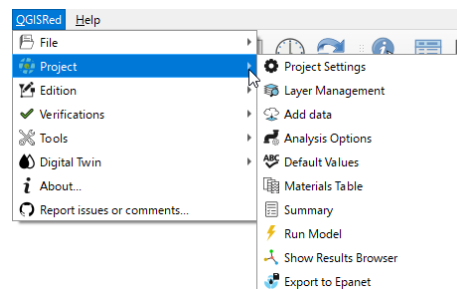 QGISRed Help
File
Project
Edition
Verifications
Tools
Digital Twin
About...
Report issues or comments...
Project Settings
Layer Management
Add data
Analysis Options
ABC Default Values
Materials Table
Summary
Run Model
Show Results Browser
Export to Epanet